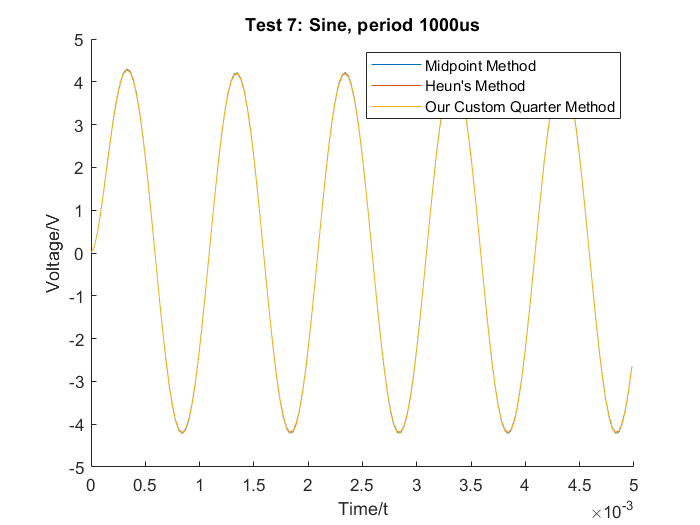 Test 7: Sine, period 1000us
Midpoint Method
Heun's Method
Our Custom Quarter Method
Voltage/V
5
4
3
2
1
0
-1
-2
-3
-4
-5
0 0.5 1 1.5 2 2.5 3 3.5 4 4.5 5
Time/t
×10-3